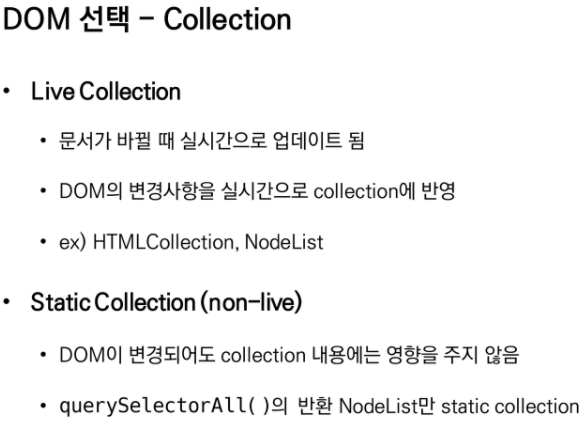 DOM 선택 - Collection
• Live Collection
• 문서가 바뀔 때 실시간으로 업데이트 됨
• DOM의 변경사항을 실시간으로 collection에 반영
• ex) HTMLCollection, NodeList
• Static Collection (non-live)
• DOM이 변경되어도 collection 내용에는 영향을 주지 않음
• querySelectorAll( )의 반환 NodeList만 static collection